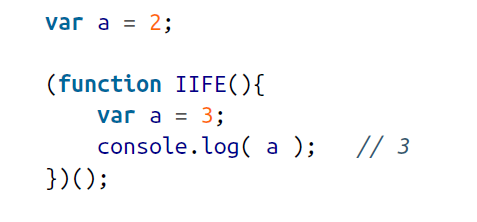 var a = 2;
(function IIFE(){
var a = 3;
console.log( a );   // 3
})();